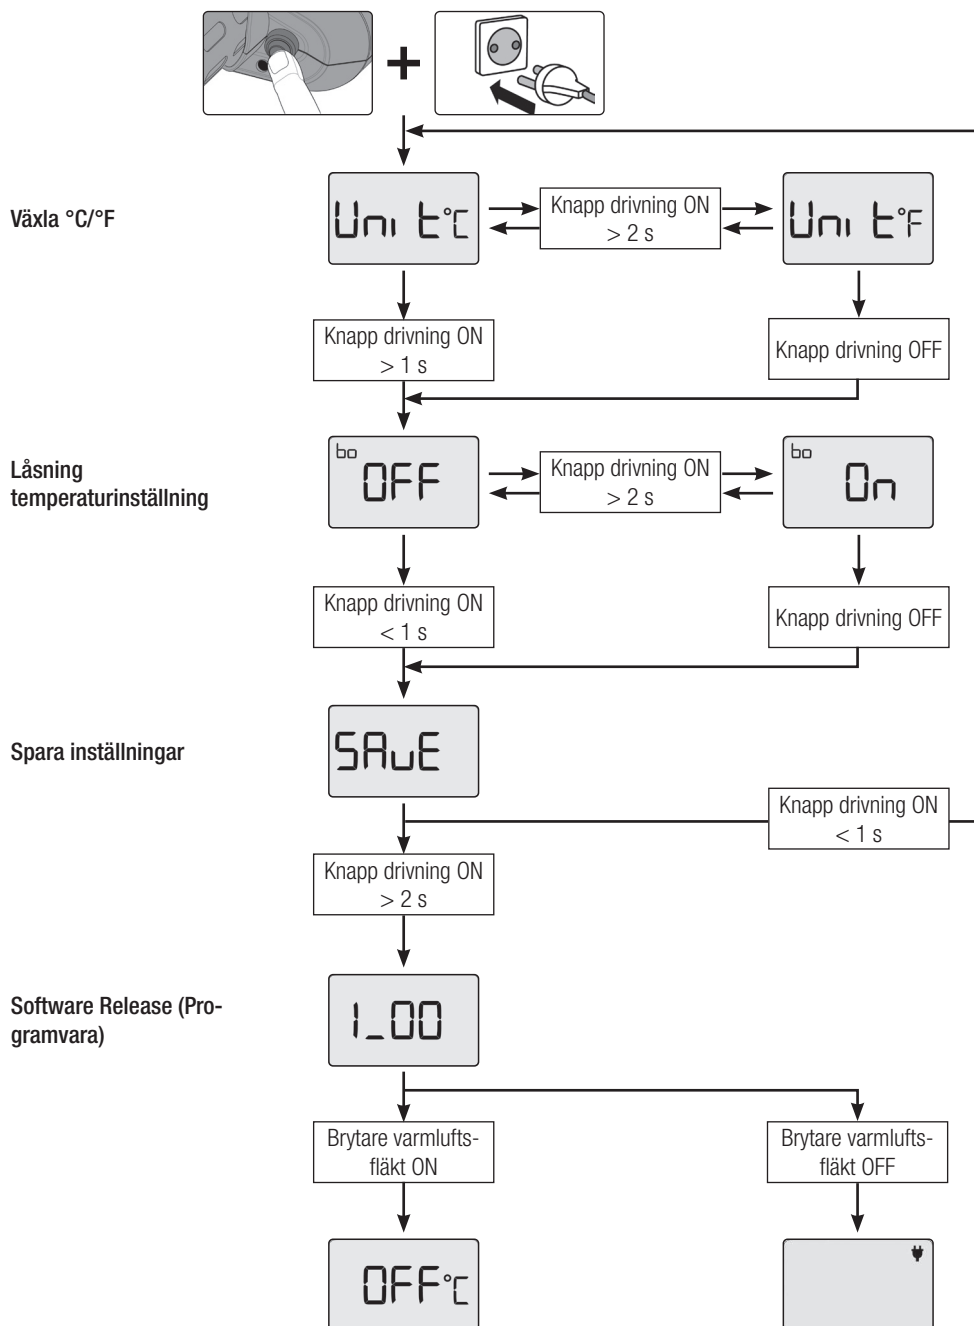 Växla °C/°F
Unit°C
Knapp drivning ON
> 2 s
Unit°F
Knapp drivning ON
> 1 s
Knapp drivning OFF
Låsning
temperaturinställning
bo
OFF
Knapp drivning ON
> 2 s
bo
On
Knapp drivning ON
< 1 s
Knapp drivning OFF
Spara inställningar
SAvE
Knapp drivning ON
< 1 s
Knapp drivning ON
> 2 s
Software Release (Pro-
gramvara)
1_00
Brytare varmlufts-
fläkt ON
Brytare varmlufts-
fläkt OFF
OFF°C